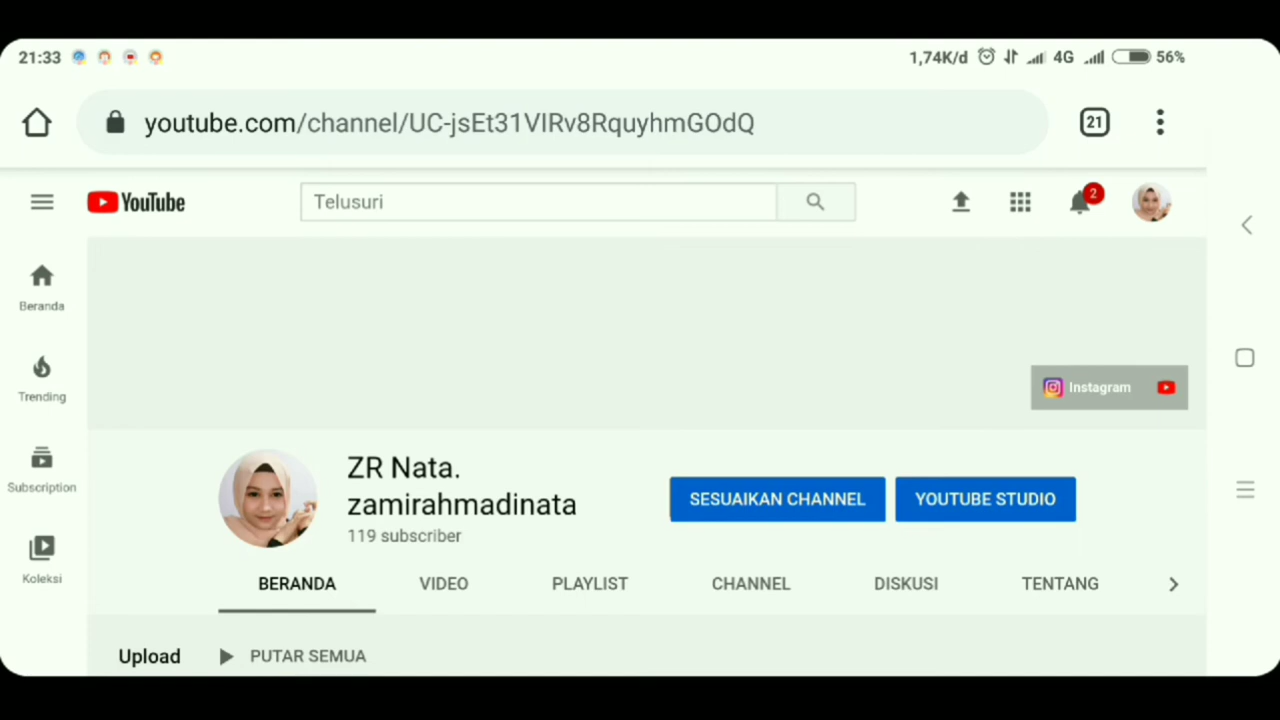 21:33
1,74K/d 4G 56%
youtube.com/channel/UC-jsEt31VIRv8RquyhmGOdQ
21
YouTube
Telusuri
2
Beranda
Trending
Subscription
Koleksi
Instagram
ZR Nata.
zamirahmadinata
119 subscriber
SESUAIKAN CHANNEL
YOUTUBE STUDIO
BERANDA VIDEO PLAYLIST CHANNEL DISKUSI TENTANG
Upload PUTAR SEMUA